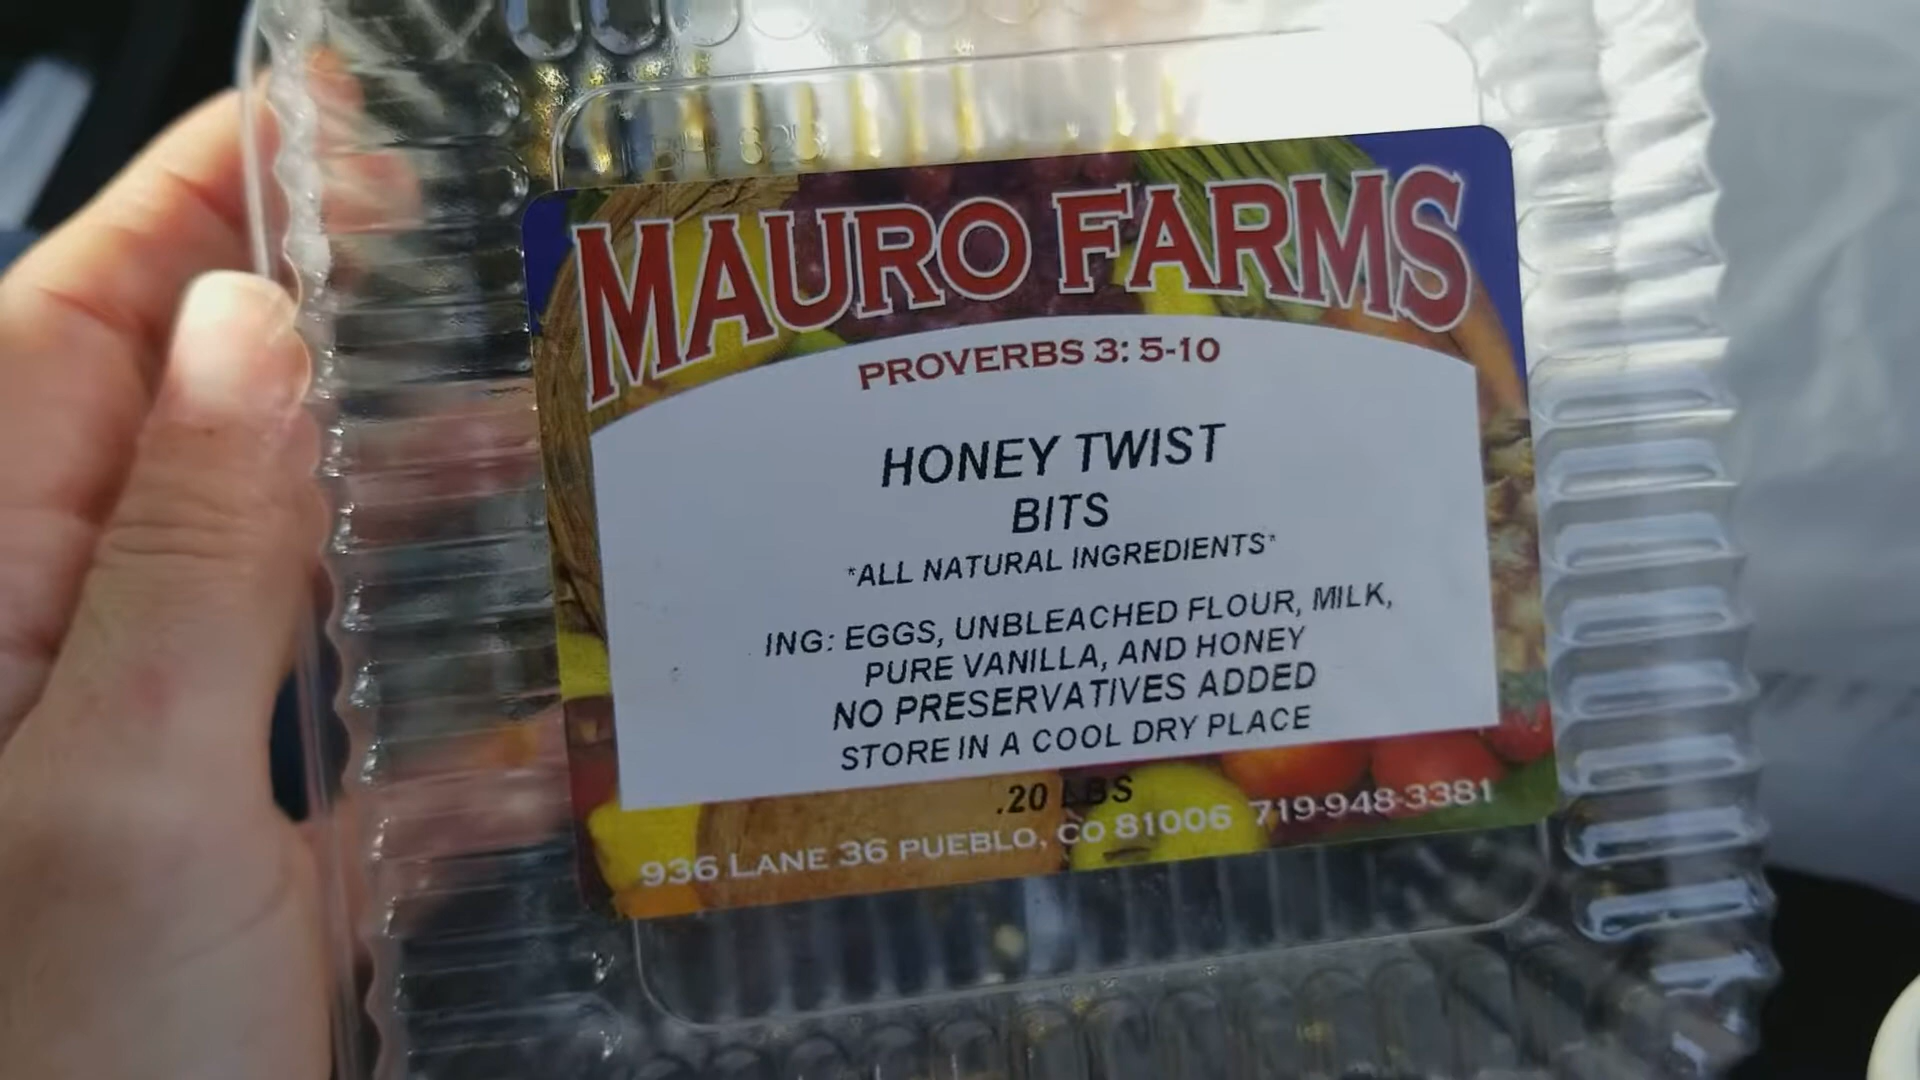 MAURO FARMS
PROVERBS 3: 5-10
HONEY TWIST
BITS
*ALL NATURAL INGREDIENTS*
ING: EGGS, UNBLEACHED FLOUR, MILK,
PURE VANILLA, AND HONEY
NO PRESERVATIVES ADDED
STORE IN A COOL DRY PLACE
.20 LBS
936 LANE 36 PUEBLO, CO 81006 719-948-3381